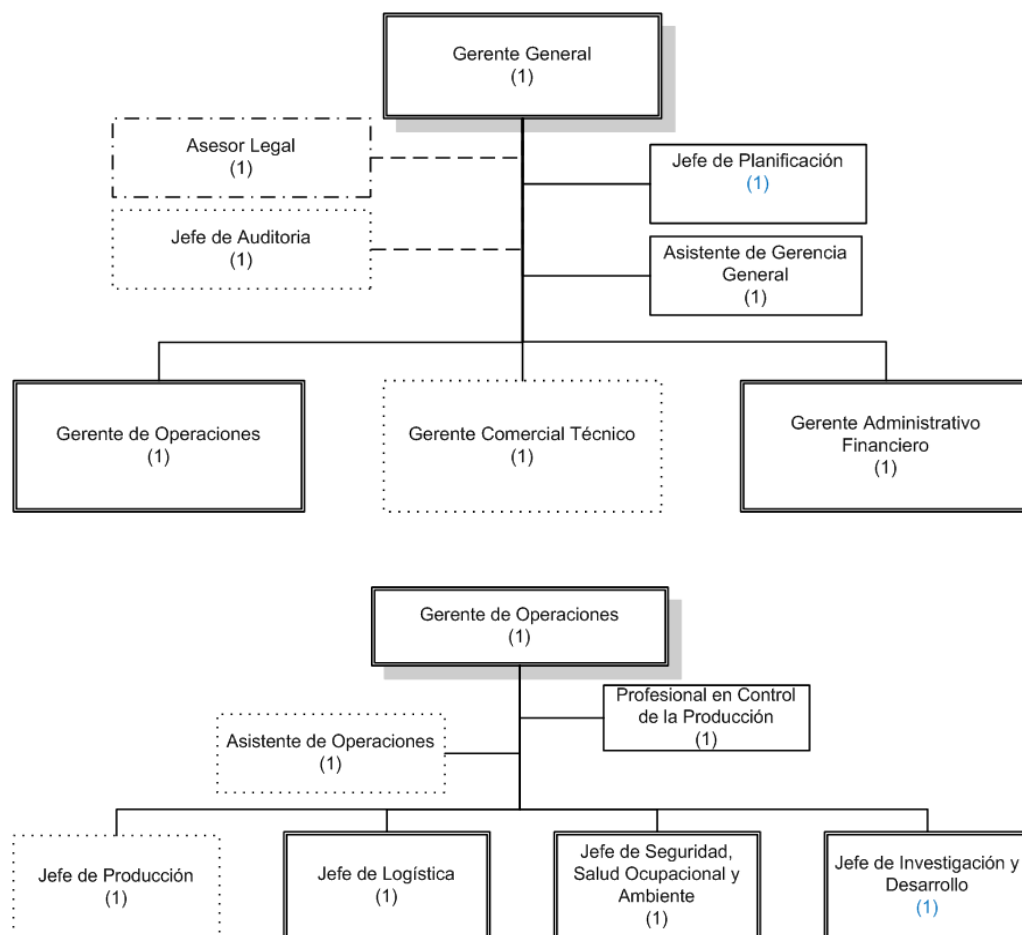 Gerente General
(1)
Asesor Legal
(1)
Jefe de Planificación
(1)
Jefe de Auditoria
(1)
Asistente de Gerencia
General
(1)
Gerente de Operaciones
(1)
Gerente Comercial Técnico
(1)
Gerente Administrativo
Financiero
(1)
Gerente de Operaciones
(1)
Profesional en Control
de la Producción
(1)
Asistente de Operaciones
(1)
Jefe de Producción
(1)
Jefe de Logística
(1)
Jefe de Seguridad,
Salud Ocupacional y
Ambiente
(1)
Jefe de Investigación y
Desarrollo
(1)